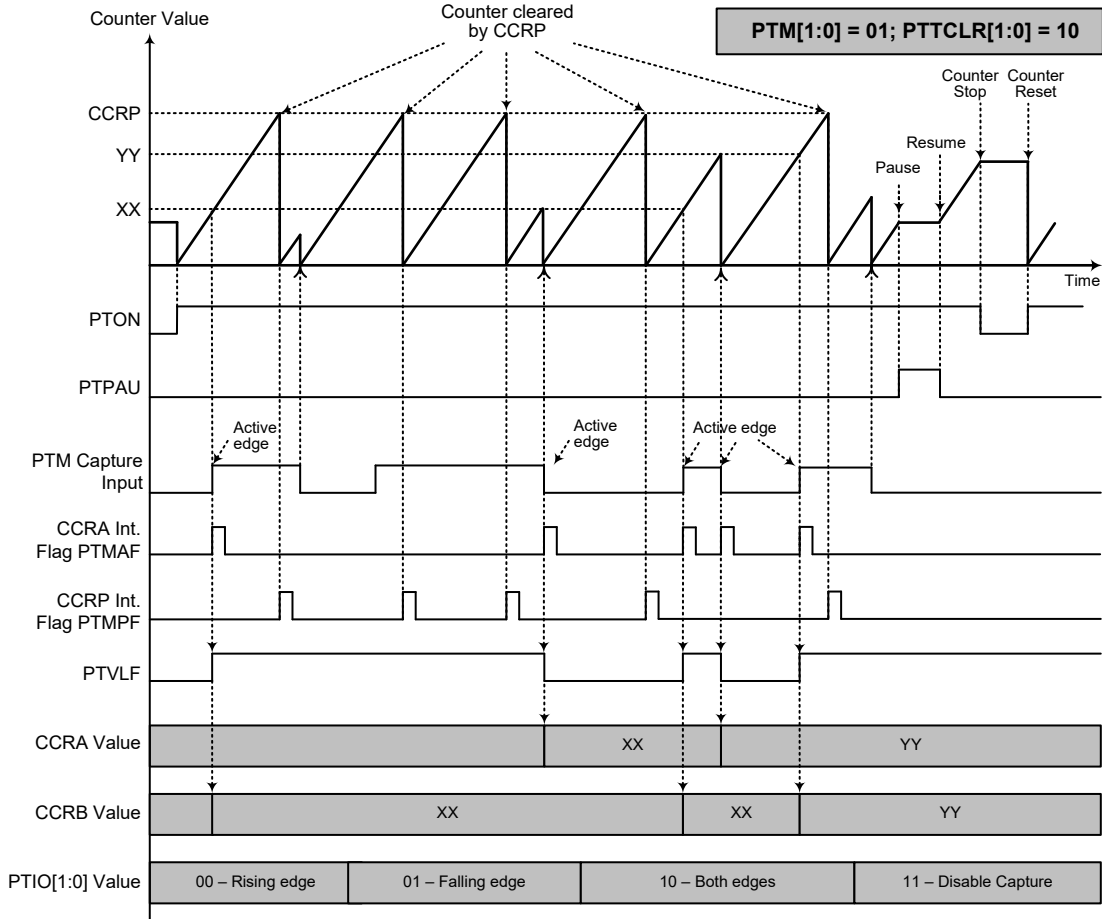 Counter Value
Counter cleared
by CCRP
PTM[1:0] = 01; PTTCLR[1:0] = 10
Counter
Stop
Counter
Reset
CCRP
YY
Resume
Pause
XX
Time
PTON
PTPAU
Active
edge
Active
edge
Active edge
PTM Capture
Input
CCRA Int.
Flag PTMAF
CCRP Int.
Flag PTMPF
PTVLF
CCRA Value
XX
YY
CCRB Value
XX
XX
YY
PTIO[1:0] Value
00 – Rising edge
01 – Falling edge
10 – Both edges
11 – Disable Capture